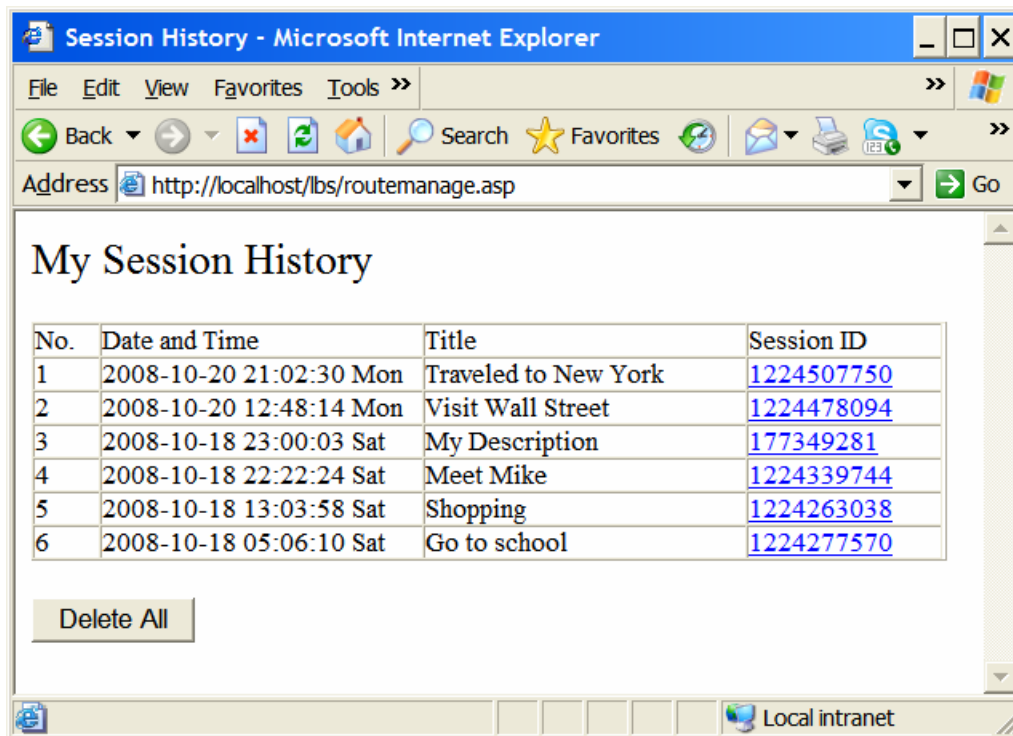 Session History - Microsoft Internet Explorer
File Edit View Favorites Tools »  »
Back Search Favorites 123 »
Address http://localhost/lbs/routemanage.asp Go
My Session History
No. Date and Time Title Session ID
1 2008-10-20 21:02:30 Mon Traveled to New York 1224507750
2 2008-10-20 12:48:14 Mon Visit Wall Street 1224478094
3 2008-10-18 23:00:03 Sat My Description 177349281
4 2008-10-18 22:22:24 Sat Meet Mike 1224339744
5 2008-10-18 13:03:58 Sat Shopping 1224263038
6 2008-10-18 05:06:10 Sat Go to school 1224277570
Delete All
Local intranet